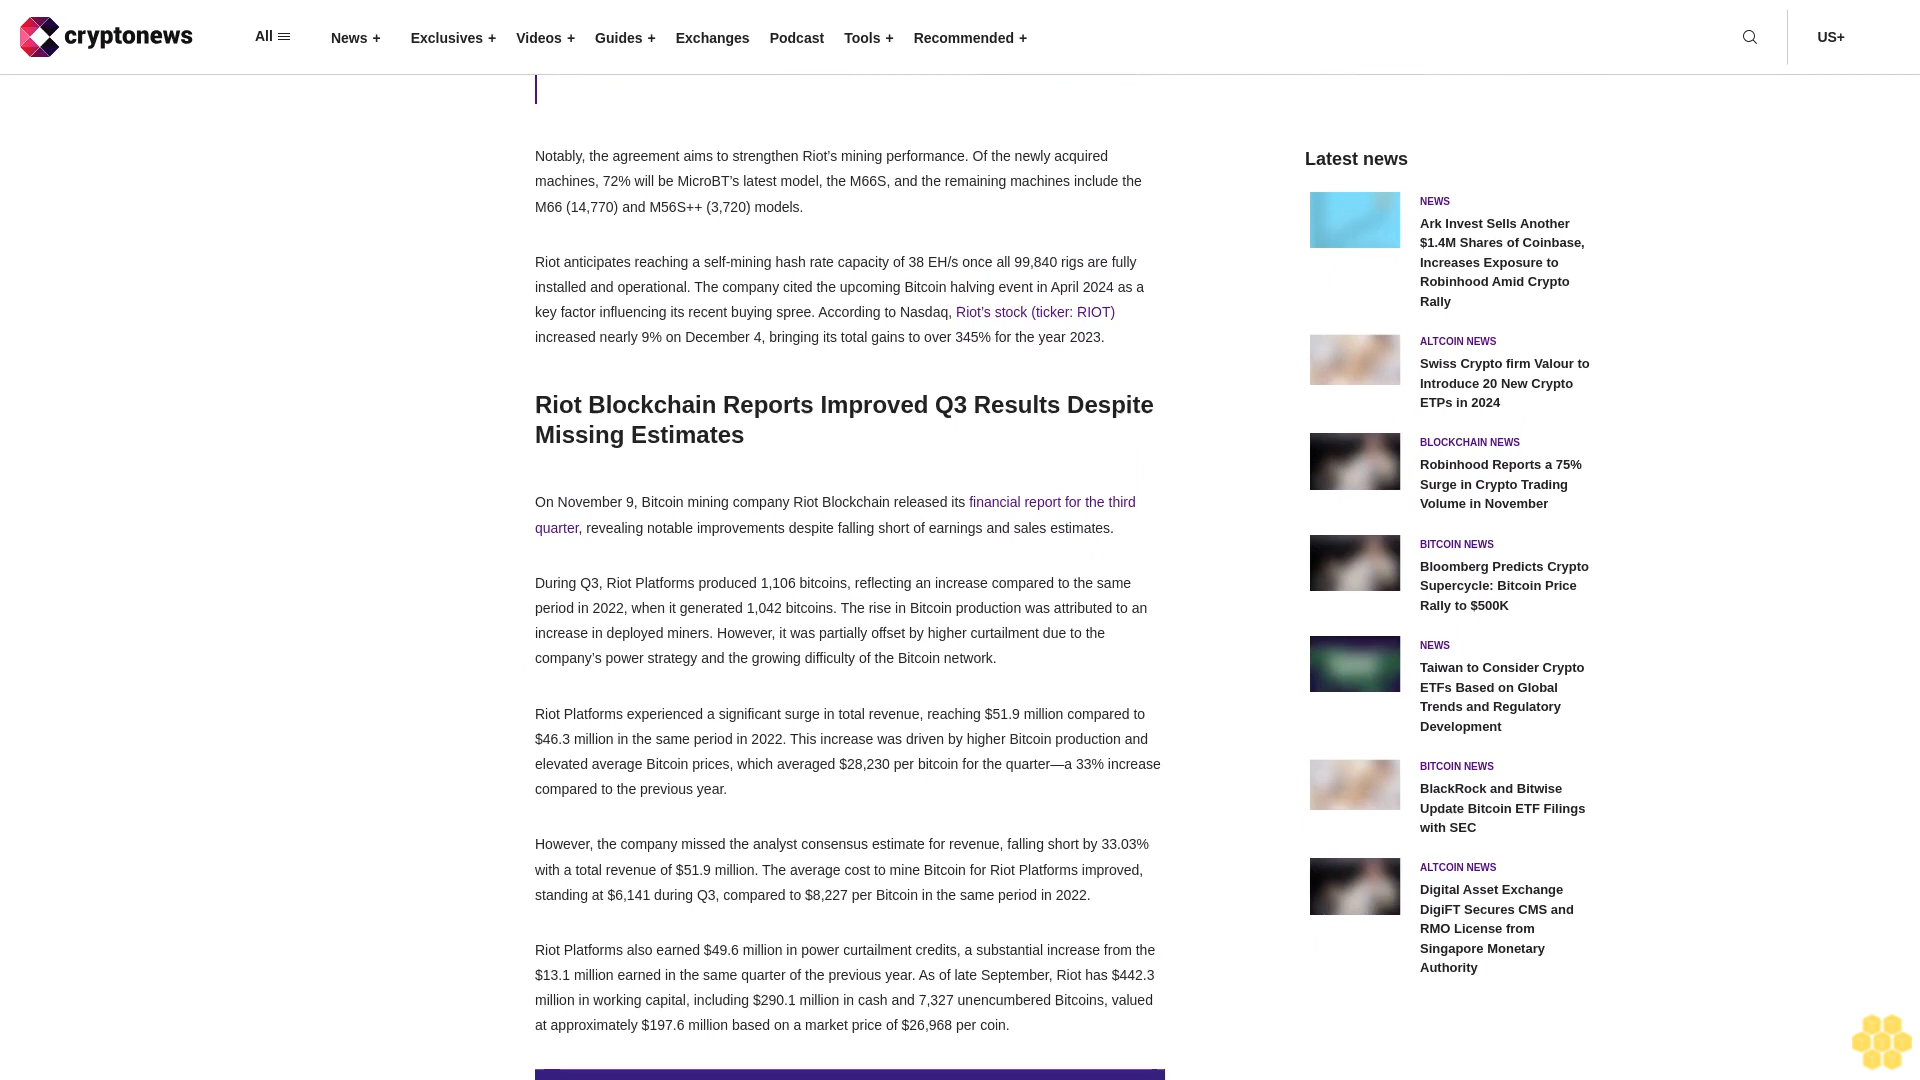 cryptonews
All
News +
Exclusives +
Videos +
Guides +
Exchanges
Podcast
Tools +
Recommended +
US+
Notably, the agreement aims to strengthen Riot’s mining performance. Of the newly acquired
machines, 72% will be MicroBT’s latest model, the M66S, and the remaining machines include the
M66 (14,770) and M56S++ (3,720) models.
Riot anticipates reaching a self-mining hash rate capacity of 38 EH/s once all 99,840 rigs are fully
installed and operational. The company cited the upcoming Bitcoin halving event in April 2024 as a
key factor influencing its recent buying spree. According to Nasdaq, Riot’s stock (ticker: RIOT)
increased nearly 9% on December 4, bringing its total gains to over 345% for the year 2023.
Riot Blockchain Reports Improved Q3 Results Despite
Missing Estimates
On November 9, Bitcoin mining company Riot Blockchain released its financial report for the third
quarter, revealing notable improvements despite falling short of earnings and sales estimates.
During Q3, Riot Platforms produced 1,106 bitcoins, reflecting an increase compared to the same
period in 2022, when it generated 1,042 bitcoins. The rise in Bitcoin production was attributed to an
increase in deployed miners. However, it was partially offset by higher curtailment due to the
company’s power strategy and the growing difficulty of the Bitcoin network.
Riot Platforms experienced a significant surge in total revenue, reaching $51.9 million compared to
$46.3 million in the same period in 2022. This increase was driven by higher Bitcoin production and
elevated average Bitcoin prices, which averaged $28,230 per bitcoin for the quarter—a 33% increase
compared to the previous year.
However, the company missed the analyst consensus estimate for revenue, falling short by 33.03%
with a total revenue of $51.9 million. The average cost to mine Bitcoin for Riot Platforms improved,
standing at $6,141 during Q3, compared to $8,227 per Bitcoin in the same period in 2022.
Riot Platforms also earned $49.6 million in power curtailment credits, a substantial increase from the
$13.1 million earned in the same quarter of the previous year. As of late September, Riot has $442.3
million in working capital, including $290.1 million in cash and 7,327 unencumbered Bitcoins, valued
at approximately $197.6 million based on a market price of $26,968 per coin.
Latest news
NEWS
Ark Invest Sells Another
$1.4M Shares of Coinbase,
Increases Exposure to
Robinhood Amid Crypto
Rally
ALTCOIN NEWS
Swiss Crypto firm Valour to
Introduce 20 New Crypto
ETPs in 2024
BLOCKCHAIN NEWS
Robinhood Reports a 75%
Surge in Crypto Trading
Volume in November
BITCOIN NEWS
Bloomberg Predicts Crypto
Supercycle: Bitcoin Price
Rally to $500K
NEWS
Taiwan to Consider Crypto
ETFs Based on Global
Trends and Regulatory
Development
BITCOIN NEWS
BlackRock and Bitwise
Update Bitcoin ETF Filings
with SEC
ALTCOIN NEWS
Digital Asset Exchange
DigiFT Secures CMS and
RMO License from
Singapore Monetary
Authority